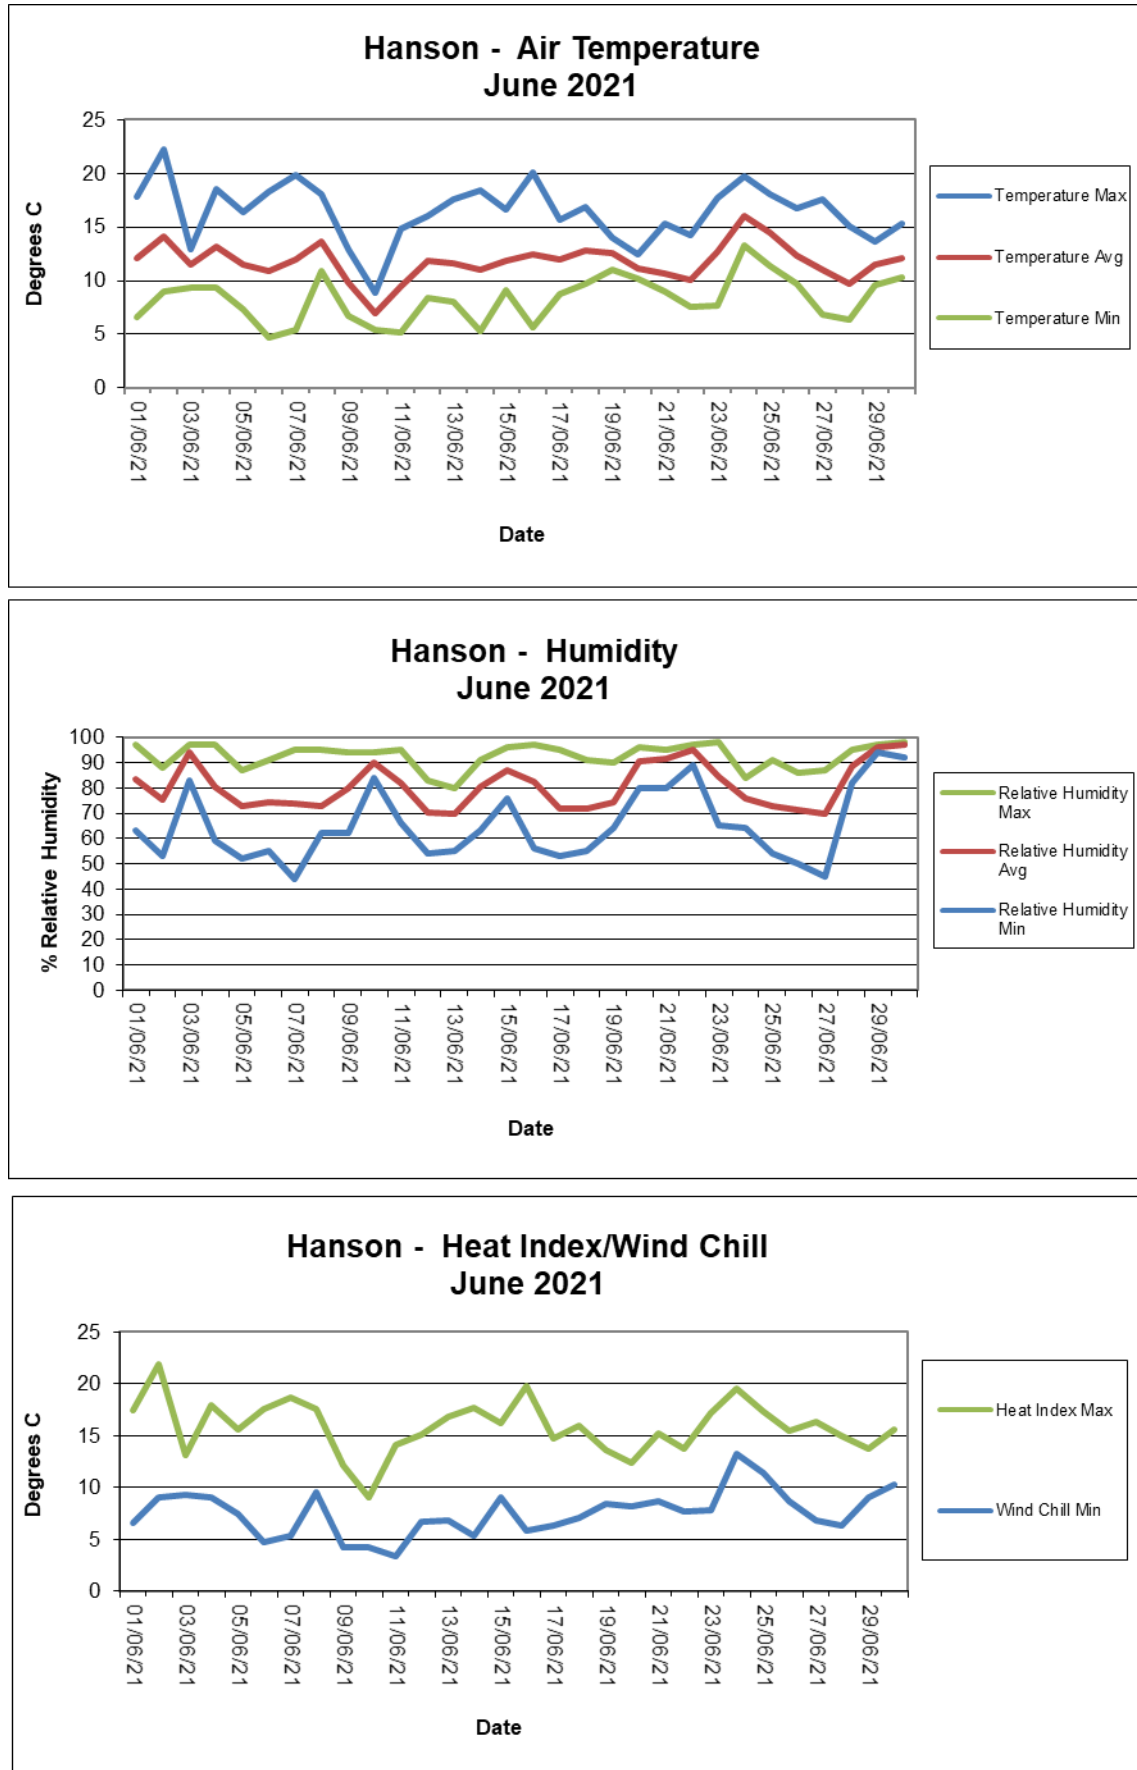 Hanson - Air Temperature
June 2021
25
20
15
10
5
0
Degrees C
01/06/21
03/06/21
05/06/21
07/06/21
09/06/21
11/06/21
13/06/21
15/06/21
17/06/21
19/06/21
21/06/21
23/06/21
25/06/21
27/06/21
29/06/21
Date
Temperature Max
Temperature Avg
Temperature Min
Hanson - Humidity
June 2021
100
90
80
70
60
50
40
30
20
10
0
% Relative Humidity
01/06/21
03/06/21
05/06/21
07/06/21
09/06/21
11/06/21
13/06/21
15/06/21
17/06/21
19/06/21
21/06/21
23/06/21
25/06/21
27/06/21
29/06/21
Date
Relative Humidity
Max
Relative Humidity
Avg
Relative Humidity
Min
Hanson - Heat Index/Wind Chill
June 2021
25
20
15
10
5
0
Degrees C
01/06/21
03/06/21
05/06/21
07/06/21
09/06/21
11/06/21
13/06/21
15/06/21
17/06/21
19/06/21
21/06/21
23/06/21
25/06/21
27/06/21
29/06/21
Date
Heat Index Max
Wind Chill Min